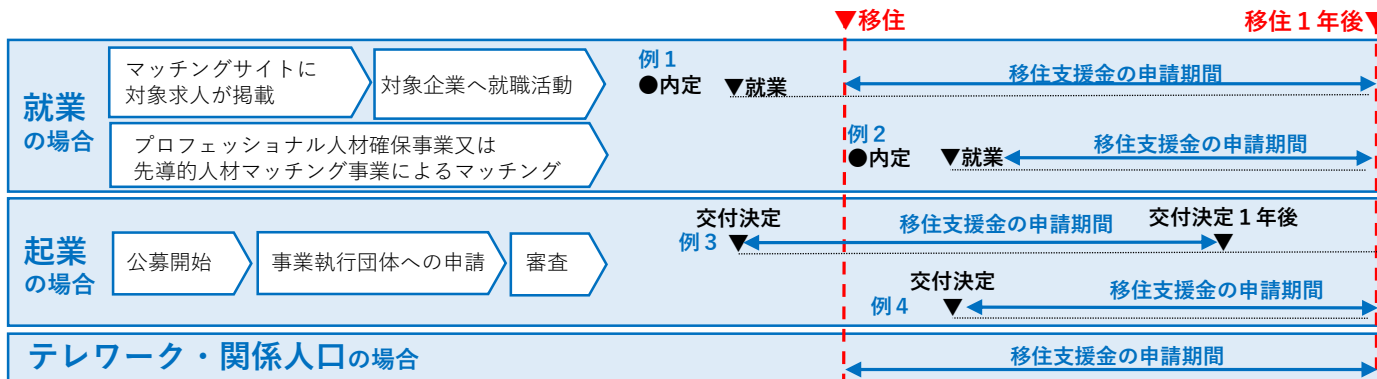 ▼移住
移住１年後▼
就業
の場合
マッチングサイトに
対象求人が掲載
対象企業へ就職活動
例１
●内定
▼就業
移住支援金の申請期間
プロフェッショナル人材確保事業又は
先導的人材マッチング事業によるマッチング
例２
●内定
▼就業
移住支援金の申請期間
起業
の場合
公募開始
事業執行団体への申請
審査
交付決定
例３
▼
移住支援金の申請期間
交付決定１年後
▼
交付決定
例４
▼
移住支援金の申請期間
テレワーク・関係人口の場合
移住支援金の申請期間